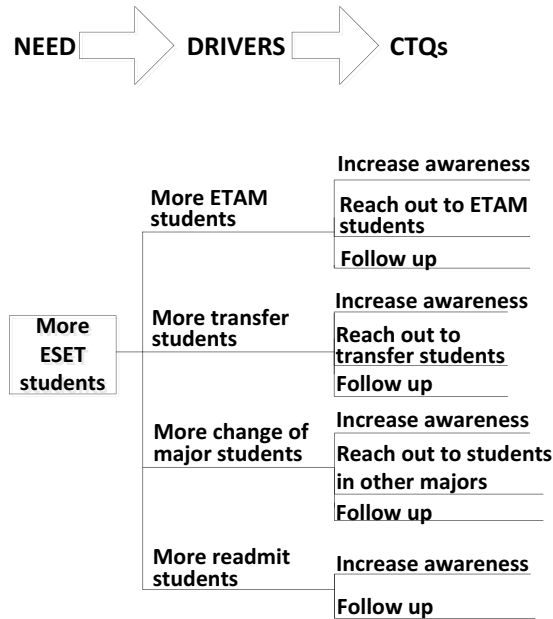 NEED DRIVERS CTQs
More ESET students
More ETAM
students
Increase awareness
Reach out to ETAM
students
Follow up
More transfer
students
Increase awareness
Reach out to
transfer students
Follow up
More change of
major students
Increase awareness
Reach out to students
in other majors
Follow up
More readmit
students
Increase awareness
Follow up